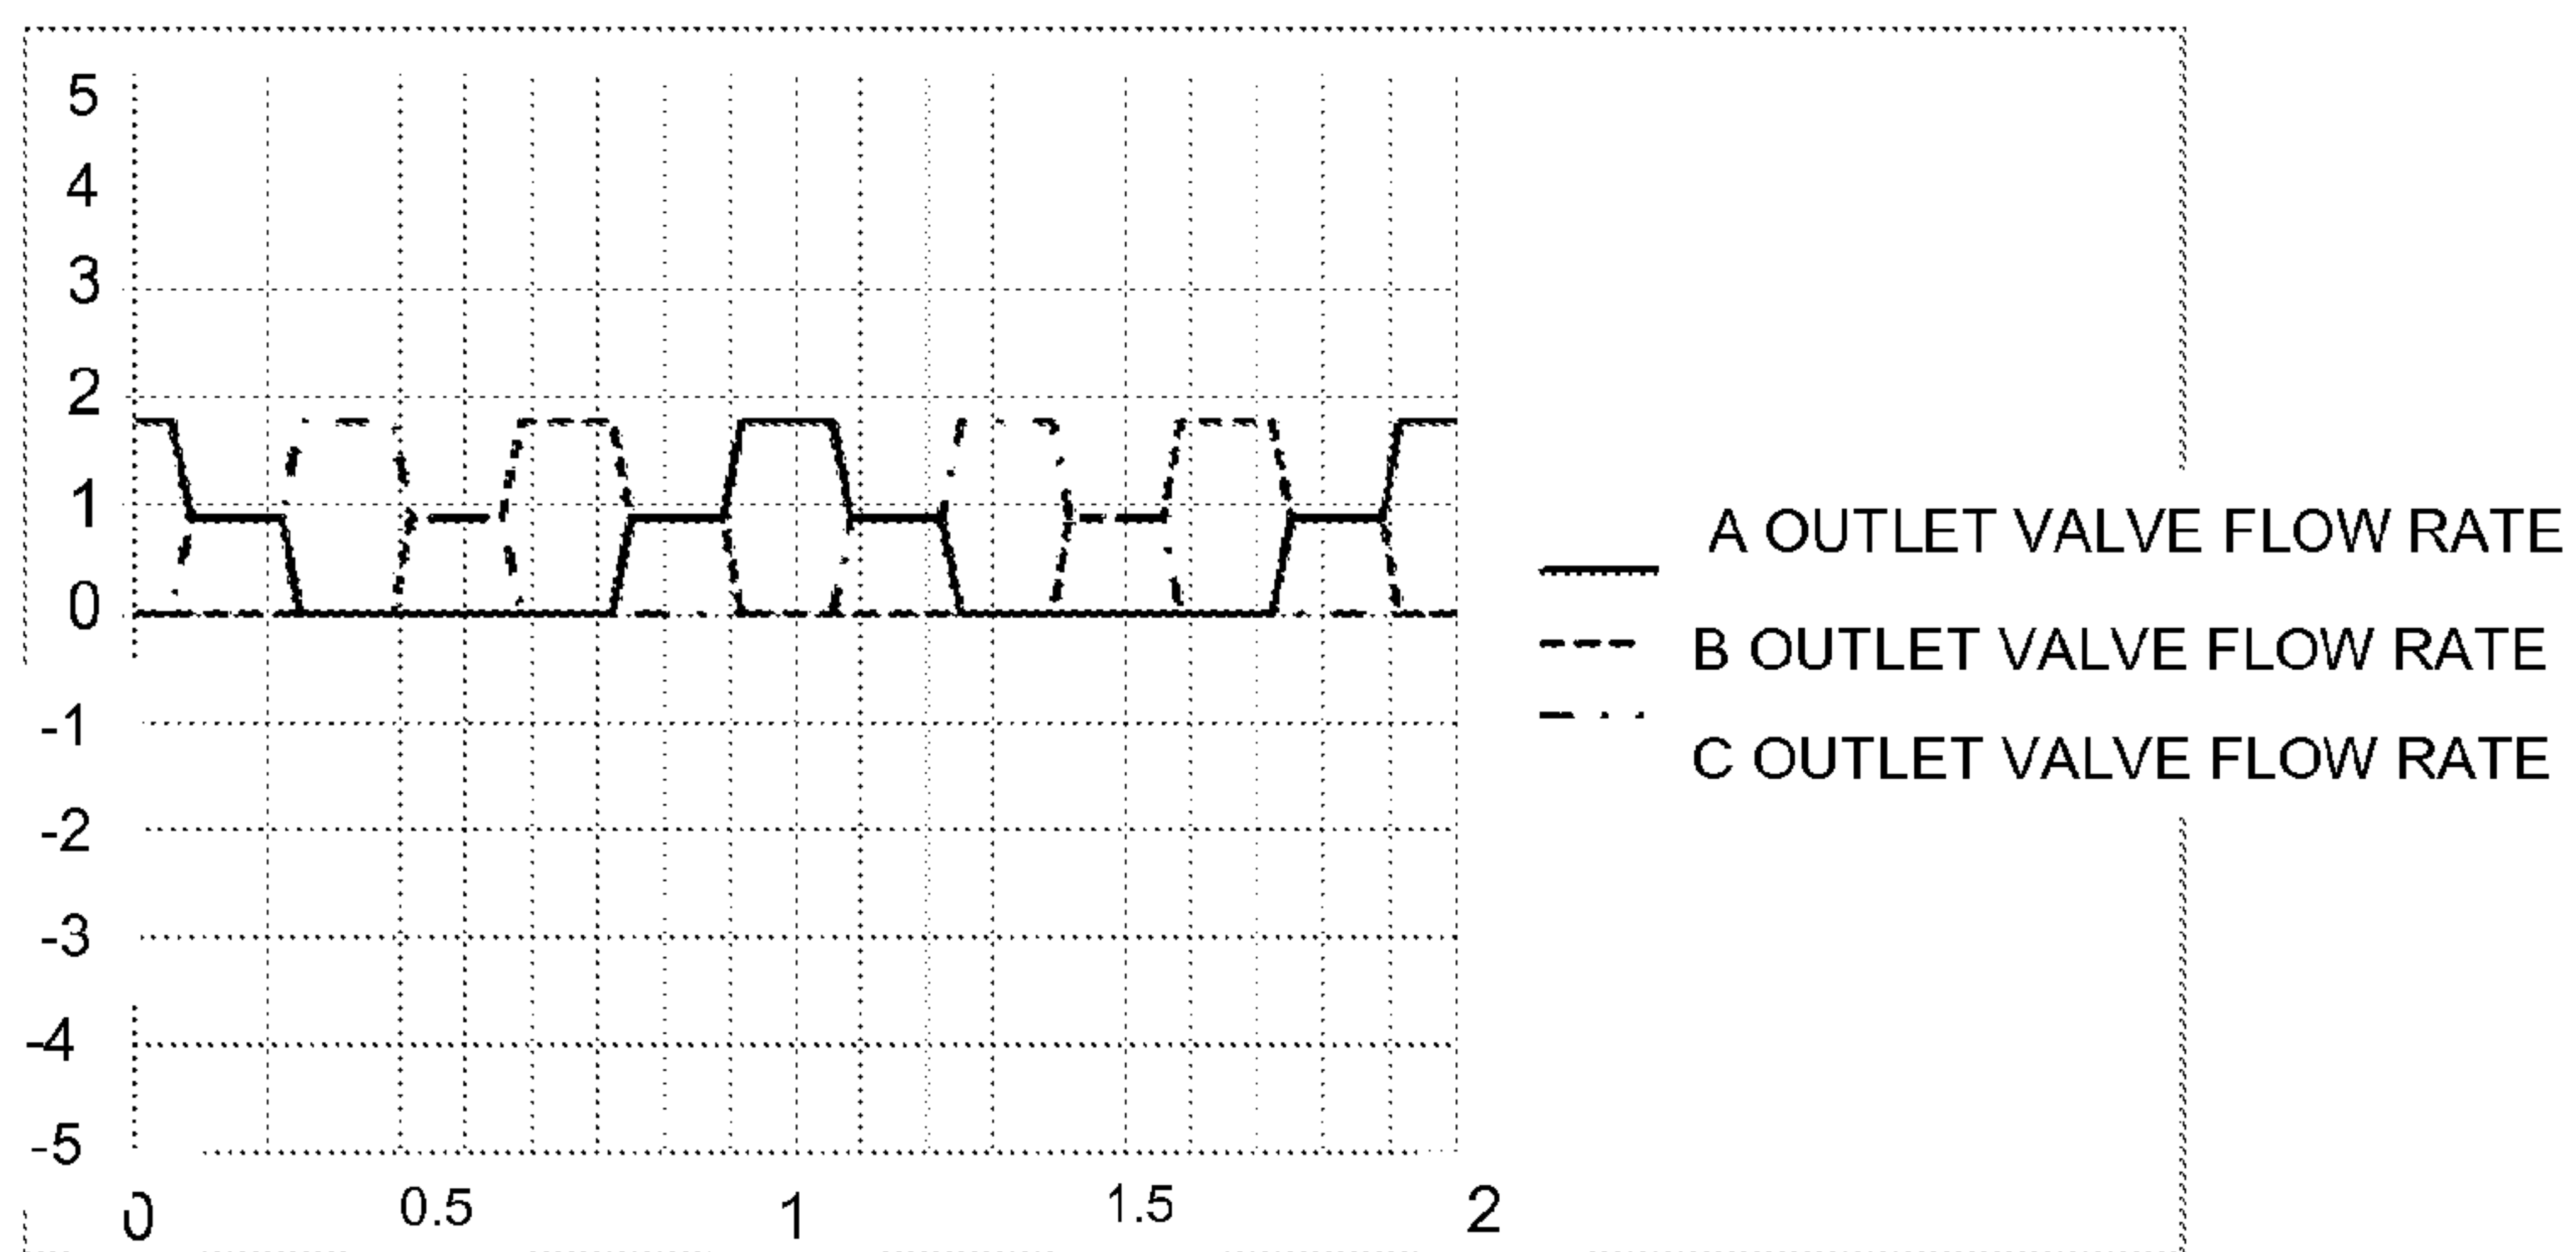 5
4
3
2
1
0
-1
-2
-3
-4
-5
0 0.5 1 1.5 2
A OUTLET VALVE FLOW RATE
B OUTLET VALVE FLOW RATE
C OUTLET VALVE FLOW RATE